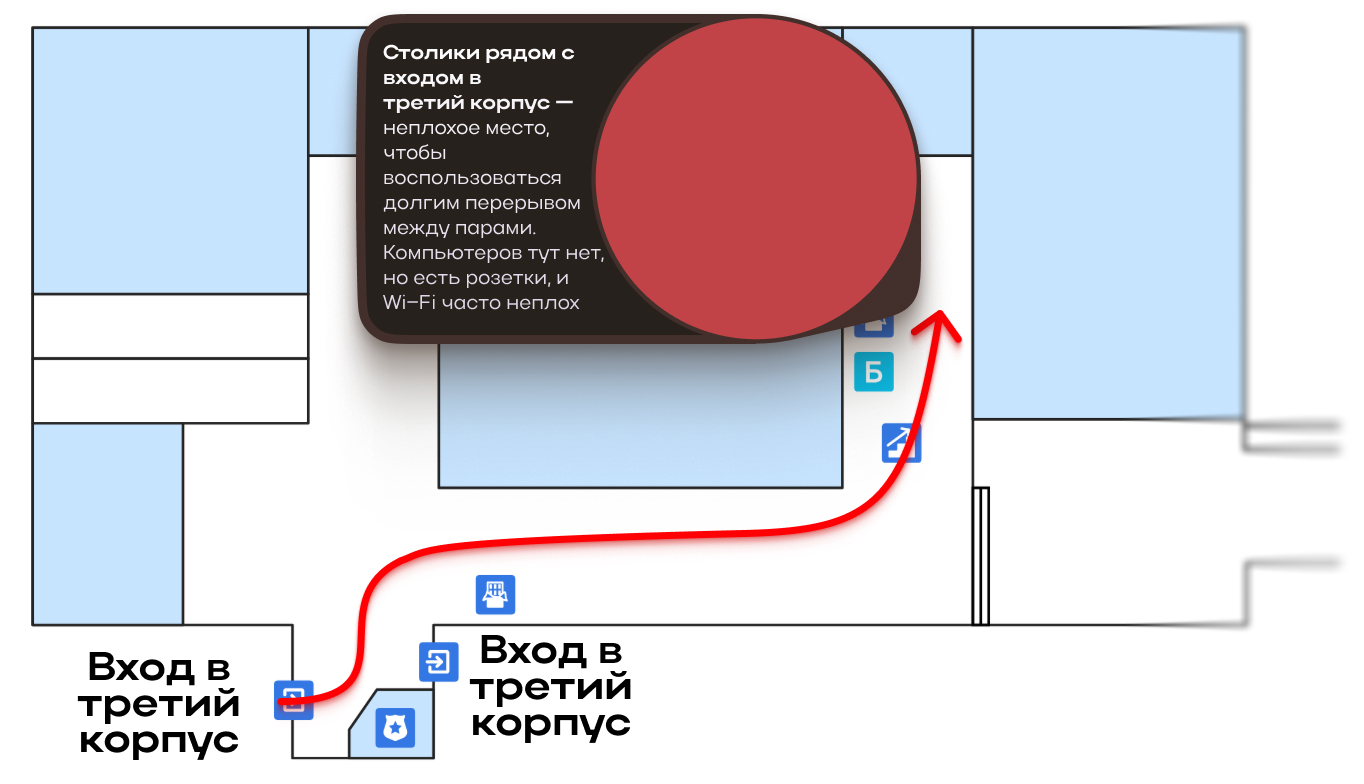 Столики рядом с
входом в
третий корпус —
неплохое место,
чтобы
воспользоваться
долгим перерывом
между парами.
Компьютеров тут нет,
но есть розетки, и
Wi-Fi часто неплох
Б
Вход в
третий
корпус
Вход в
третий
корпус